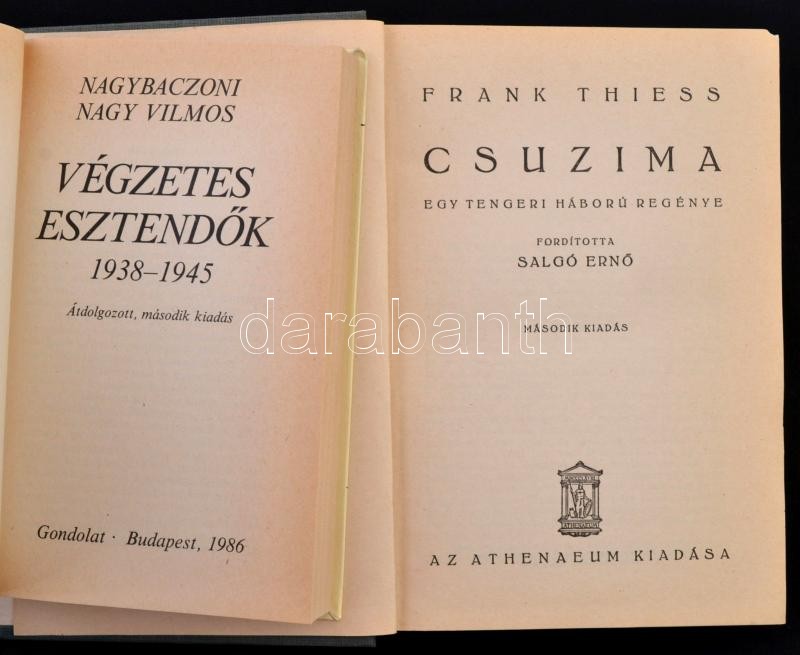 NAGYBACZONI
NAGY VILMOS
VÉGZETES
ESZTENDŐK
1938–1945
Átdolgozott, második kiadás
Gondolat · Budapest, 1986
FRANK THIESS
CSUZIMA
EGY TENGERI HÁBORÚ REGÉNYE
FORDÍTOTTA
SALGÓ ERNŐ
MÁSODIK KIADÁS
ATHENAEUM
AZ ATHENAEUM KIADÁSA
darabanth